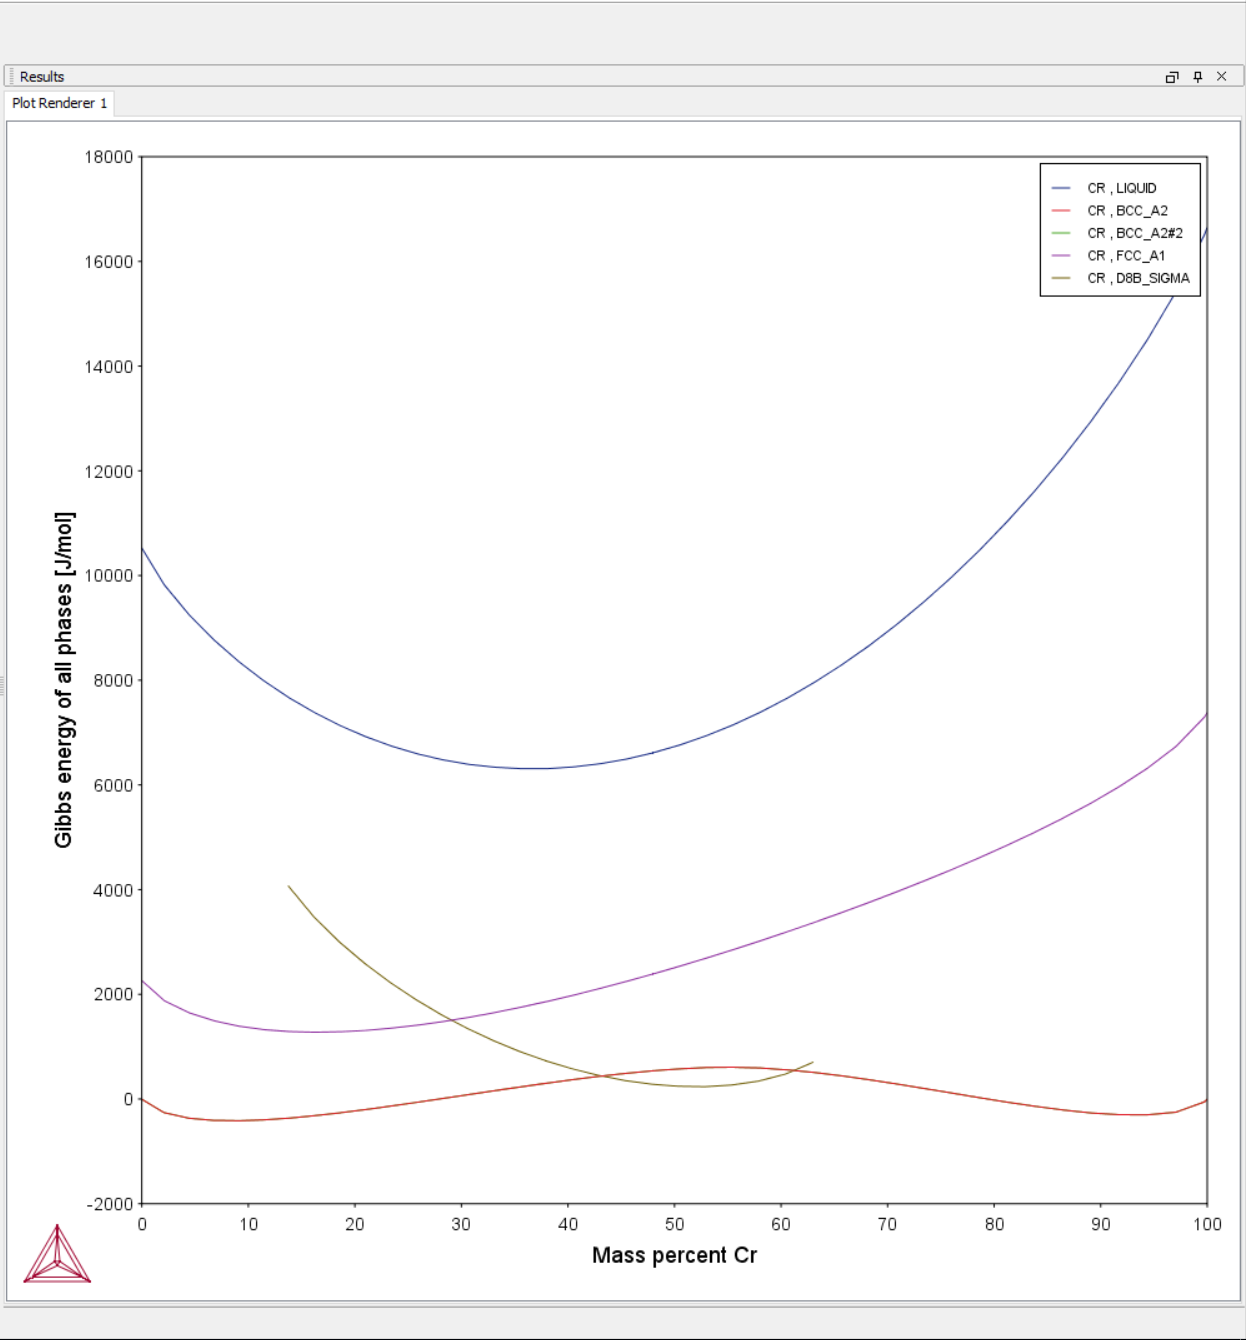 Results
Plot Renderer 1
18000
16000
14000
12000
10000
8000
6000
4000
2000
0
-2000
Gibbs energy of all phases [J/mol]
CR , LIQUID
CR , BCC_A2
CR , BCC_A2#2
CR , FCC_A1
CR , D8B_SIGMA
0 10 20 30 40 50 60 70 80 90 100
Mass percent Cr